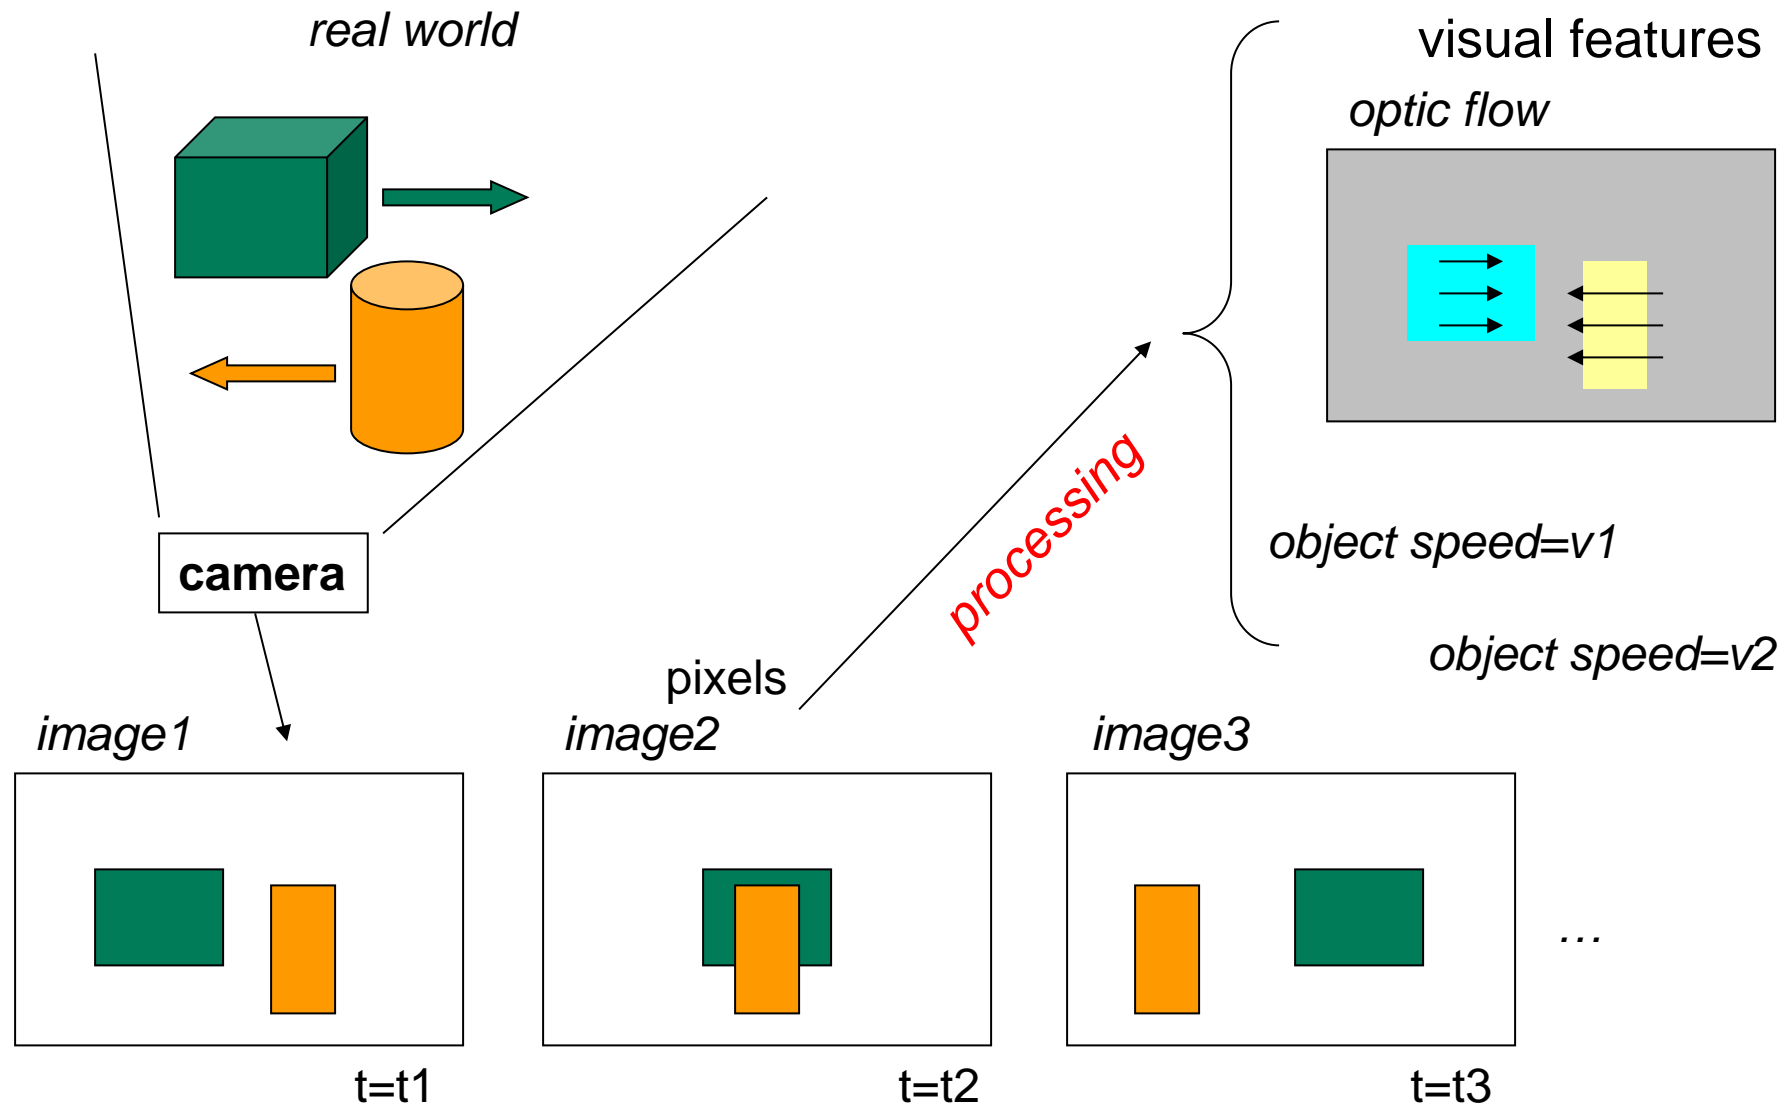 real world
visual features
optic flow
camera
processing
object speed=v1
object speed=v2
pixels
image1
image2
image3
…
t=t1
t=t2
t=t3